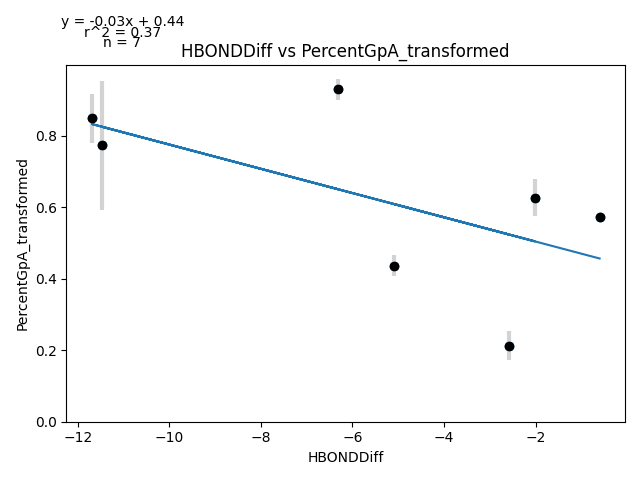 y = -0.03x + 0.44
r^2 = 0.37
n = 7
HBONDDiff vs PercentGpA_transformed
PercentGpA_transformed
0.8
0.6
0.4
0.2
0.0
−12
−10
−8
−6
−4
−2
HBONDDiff